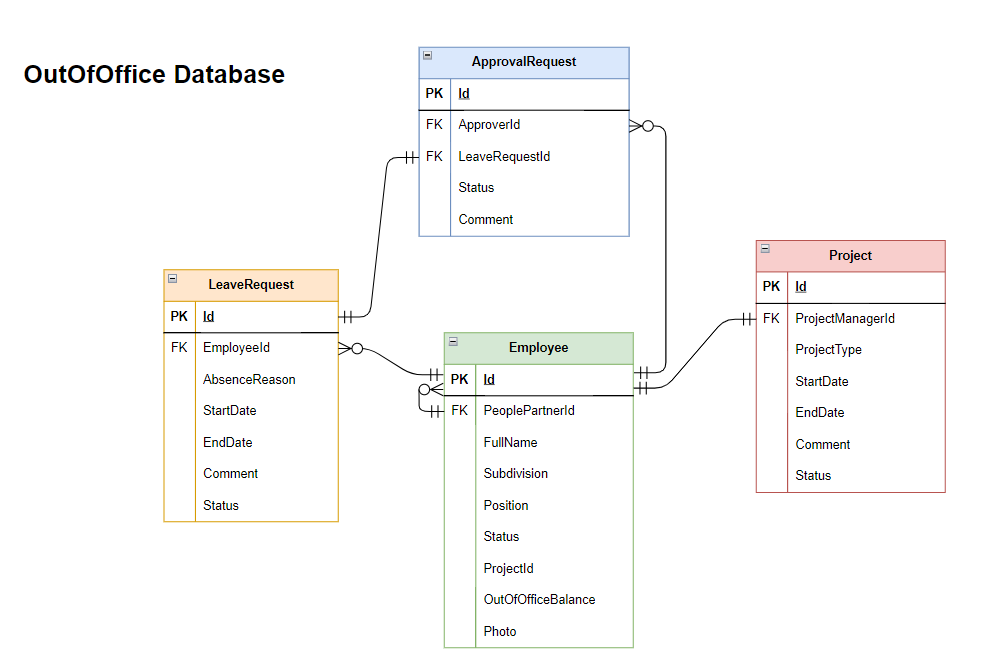 OutOfOffice Database
ApprovalRequest
PK Id
FK ApproverId
FK LeaveRequestId
Status
Comment
LeaveRequest
PK Id
FK EmployeeId
AbsenceReason
StartDate
EndDate
Comment
Status
Employee
PK Id
FK PeoplePartnerId
FullName
Subdivision
Position
Status
ProjectId
OutOfOfficeBalance
Photo
Project
PK Id
FK ProjectManagerId
ProjectType
StartDate
EndDate
Comment
Status